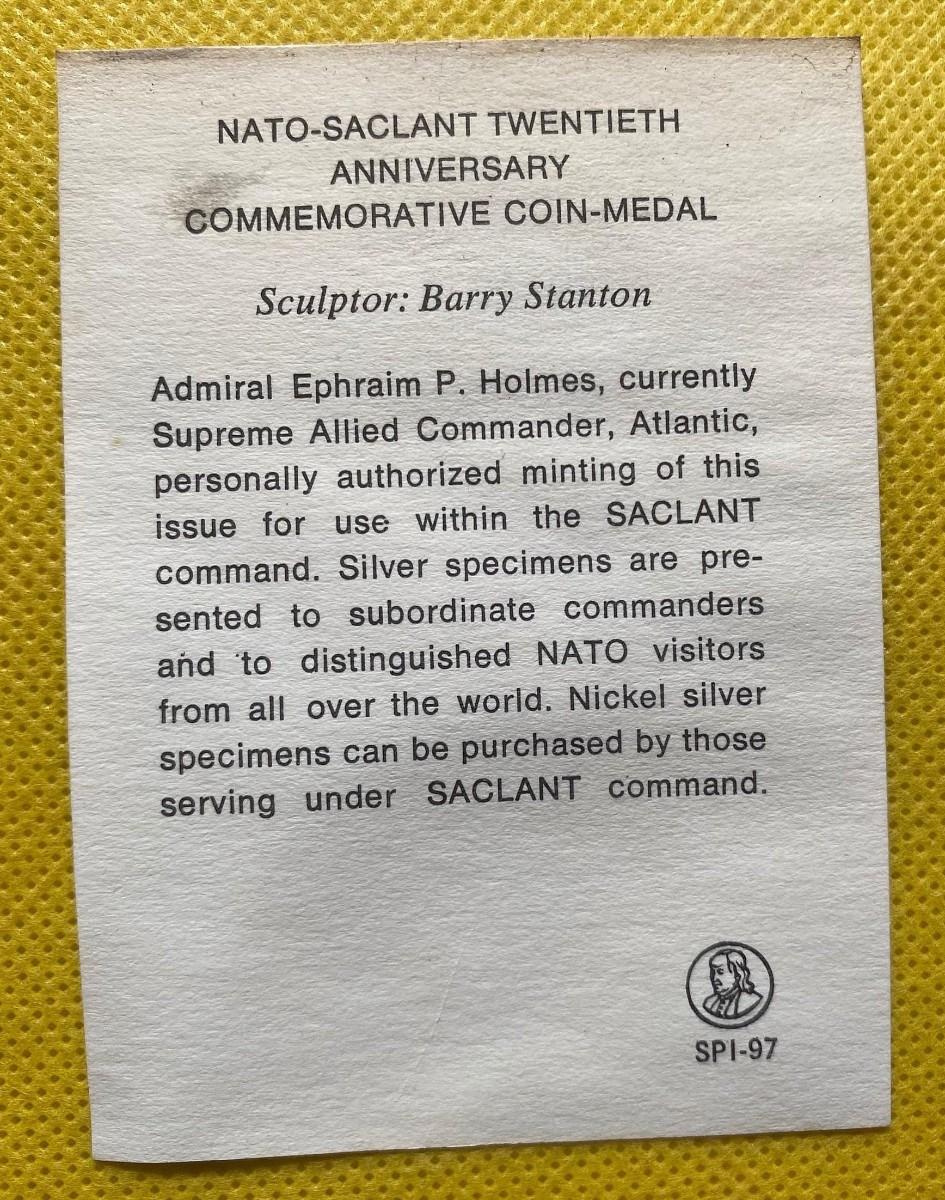 NATO-SACLANT TWENTIETH
ANNIVERSARY
COMMEMORATIVE COIN-MEDAL
Sculptor: Barry Stanton
Admiral Ephraim P. Holmes, currently
Supreme Allied Commander, Atlantic,
personally authorized minting of this
issue for use within the SACLANT
command. Silver specimens are pre-
sented to subordinate commanders
and to distinguished NATO visitors
from all over the world. Nickel silver
specimens can be purchased by those
serving under SACLANT command.
SPI-97